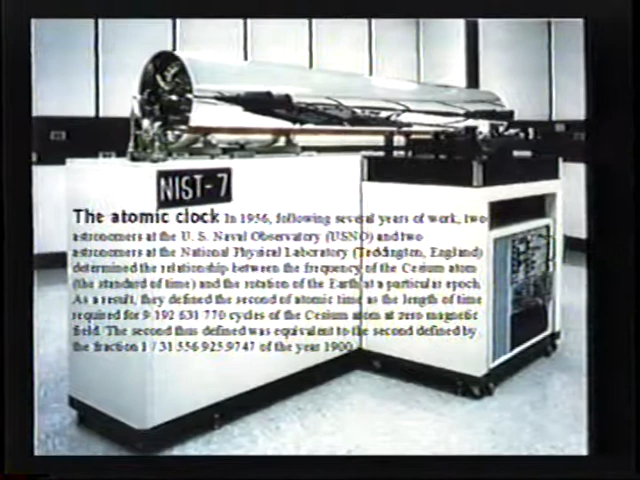 NIST-7
The atomic clock In 1956, following several years of work, two
astronomers at the U. S. Naval Observatory (USNO) and two
astronomers at the National Physical Laboratory (Teddington, England)
determined the relationship between the frequency of the Cesium atom
(the standard of time) and the rotation of the Earth at a particular epoch.
As a result, they defined the second of atomic time as the length of time
required for 9 192 631 770 cycles of the Cesium atom at zero magnetic
field. The second thus defined was equivalent to the second defined by
the fraction 1 / 31 556 925.9747 of the year 1900.